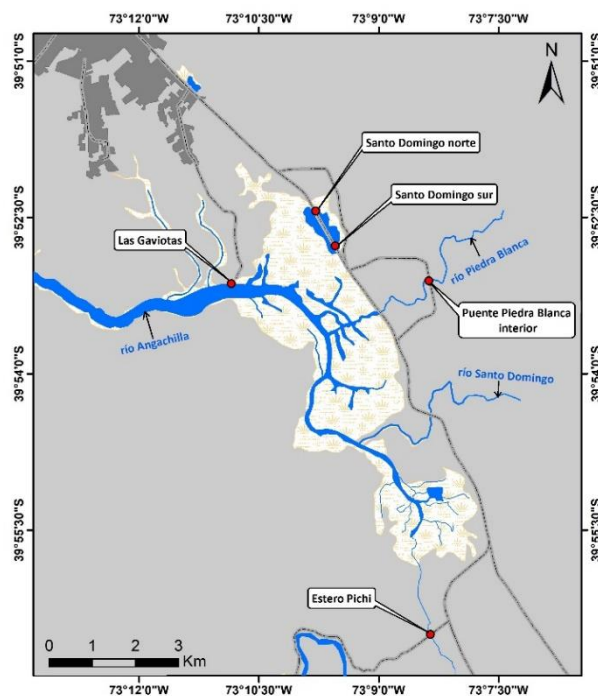 73°12'0"W 73°10'30"W 73°9'0"W 73°7'30"W
39°51'0"S 39°51'0"S
N
Santo Domingo norte
Santo Domingo sur
39°52'30"S 39°52'30"S
Las Gaviotas
río Piedra Blanca
Puente Piedra Blanca
interior
río Angachilla
39°54'0"S 39°54'0"S
río Santo Domingo
39°55'30"S 39°55'30"S
Estero Pichi
0 1 2 3
Km
73°12'0"W 73°10'30"W 73°9'0"W 73°7'30"W